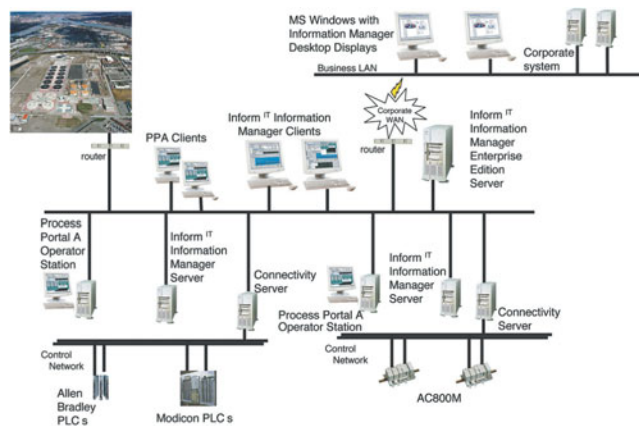 MS Windows with
Information Manager
Desktop Displays
Corporate
system
Business LAN
Corporate
WAN
Inform IT Information
Manager Clients
PPA Clients
router
router
Inform IT
Information
Manager
Enterprise
Edition
Server
Process
Portal A
Operator
Station
Inform IT
Information
Manager
Server
Connectivity
Server
Inform IT
Information
Manager
Server
Process Portal A
Operator Station
Connectivity
Server
Control
Network
Control
Network
Allen
Bradley
PLC s
Modicon PLC s
AC800M